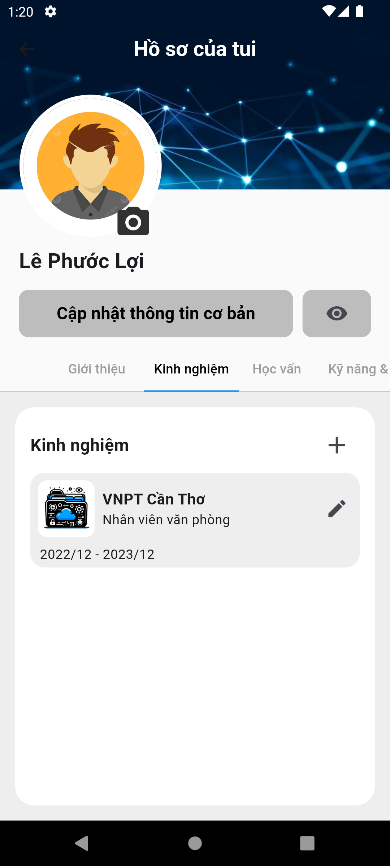 1:20
Hồ sơ của tui
Lê Phước Lợi
Cập nhật thông tin cơ bản
Giới thiệu Kinh nghiệm Học vấn Kỹ năng &
Kinh nghiệm
VNPT Cần Thơ
Nhân viên văn phòng
2022/12 - 2023/12